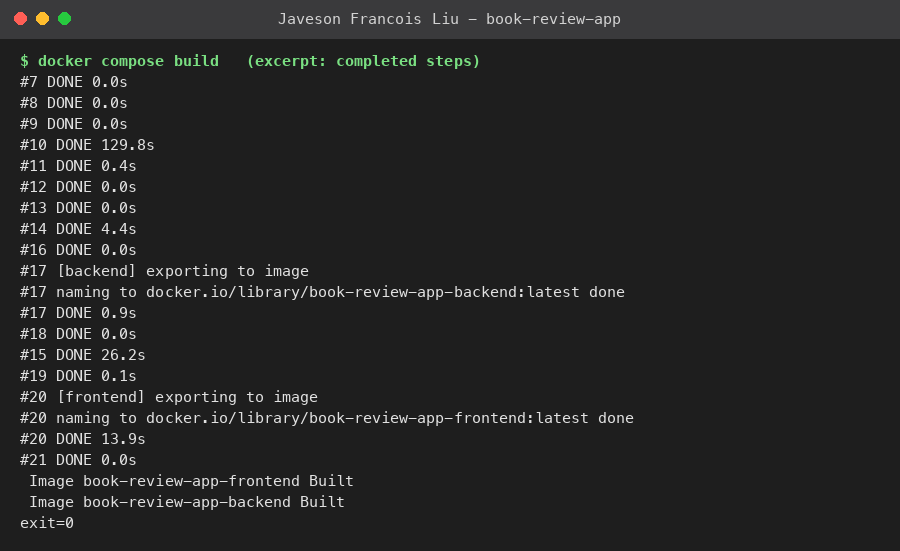 Javeson Francois Liu — book-review-app
$ docker compose build   (excerpt: completed steps)
#7 DONE 0.0s
#8 DONE 0.0s
#9 DONE 0.0s
#10 DONE 129.8s
#11 DONE 0.4s
#12 DONE 0.0s
#13 DONE 0.0s
#14 DONE 4.4s
#16 DONE 0.0s
#17 [backend] exporting to image
#17 naming to docker.io/library/book-review-app-backend:latest done
#17 DONE 0.9s
#18 DONE 0.0s
#15 DONE 26.2s
#19 DONE 0.1s
#20 [frontend] exporting to image
#20 naming to docker.io/library/book-review-app-frontend:latest done
#20 DONE 13.9s
#21 DONE 0.0s
 Image book-review-app-frontend Built
 Image book-review-app-backend Built
exit=0